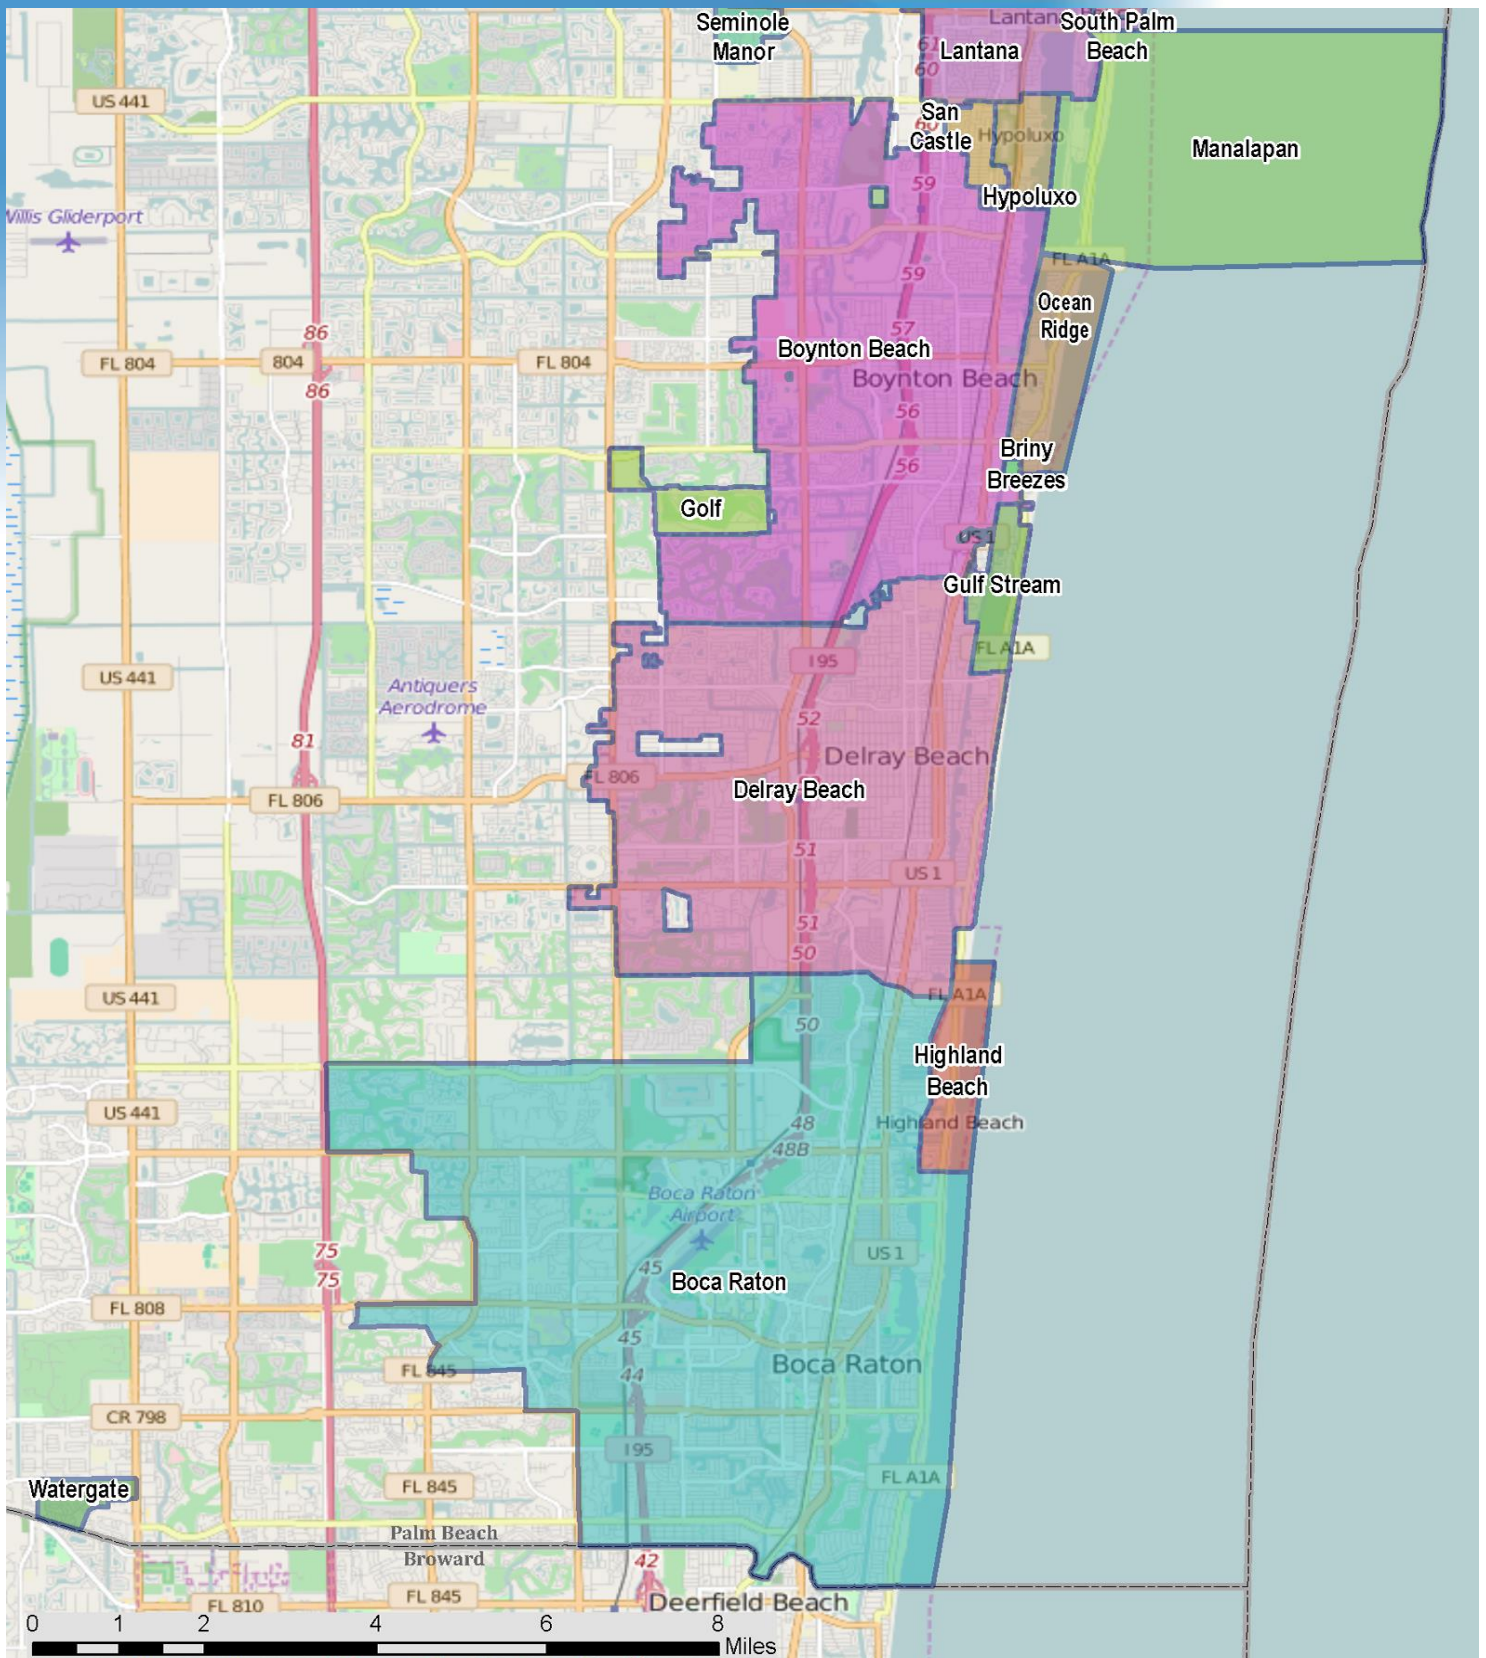 Seminole
Manor
Lantana
South Palm
Beach
61
Lantana
60
US 441
San
Castle
60
Hypoluxo
Manalapan
59
Hypoluxo
Willis Gliderport
FL A1A
59
Ocean
Ridge
86
57
Boynton Beach
FL 804
804
FL 804
Boynton Beach
86
56
Briny
Breezes
56
Golf
US 1
Gulf Stream
FL A1A
I 95
US 441
Antiquers
Aerodrome
52
81
Delray Beach
FL 806
Delray Beach
FL 806
51
US 1
51
50
US 441
FL A1A
50
Highland
Beach
US 441
48
Highland Beach
48B
Boca Raton
Airport
75
US 1
75
45
Boca Raton
FL 808
45
Boca Raton
FL 845
44
CR 798
I 95
FL A1A
Watergate
FL 845
Palm Beach
Broward
42
FL 845
FL 810
Deerfield Beach
0 1 2 4 6 8
Miles